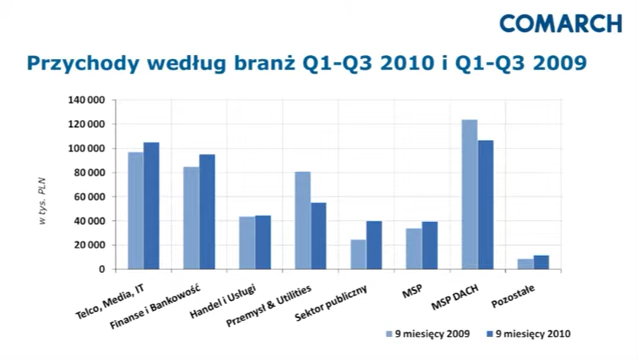 COMARCH
Przychody według branż Q1-Q3 2010 i Q1-Q3 2009
140 000
120 000
100 000
80 000
60 000
40 000
20 000
0
w tys. PLN
Telco, Media, IT
Finanse i Bankowość
Handel i Usługi
Przemysł & Utilities
Sektor publiczny
MSP
MSP DACH
Pozostałe
9 miesięcy 2009
9 miesięcy 2010